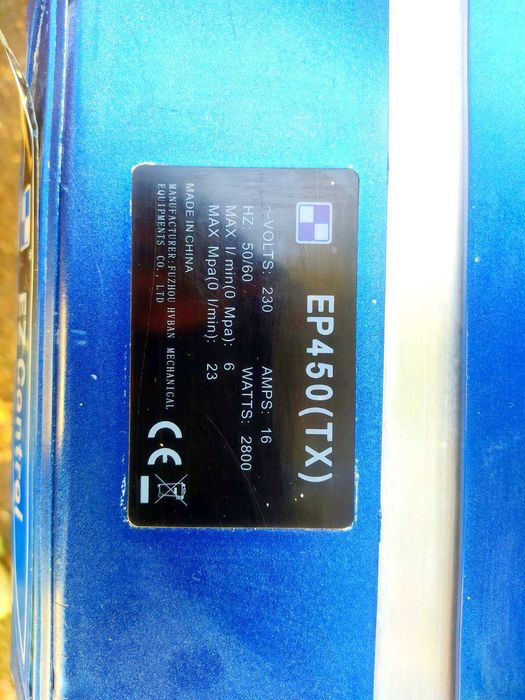 ®
EP450(TX)
~VOLTS: 230 AMPS: 16
HZ: 50/60 WATTS: 2800
MAX l/min(0 Mpa): 6
MAX Mpa(0 l/min): 23
MADE IN CHINA
MANUFACTURER:FUZHOU HVBAN MECHANICAL
EQUIPMENTS CO., LTD
CE
EZ control